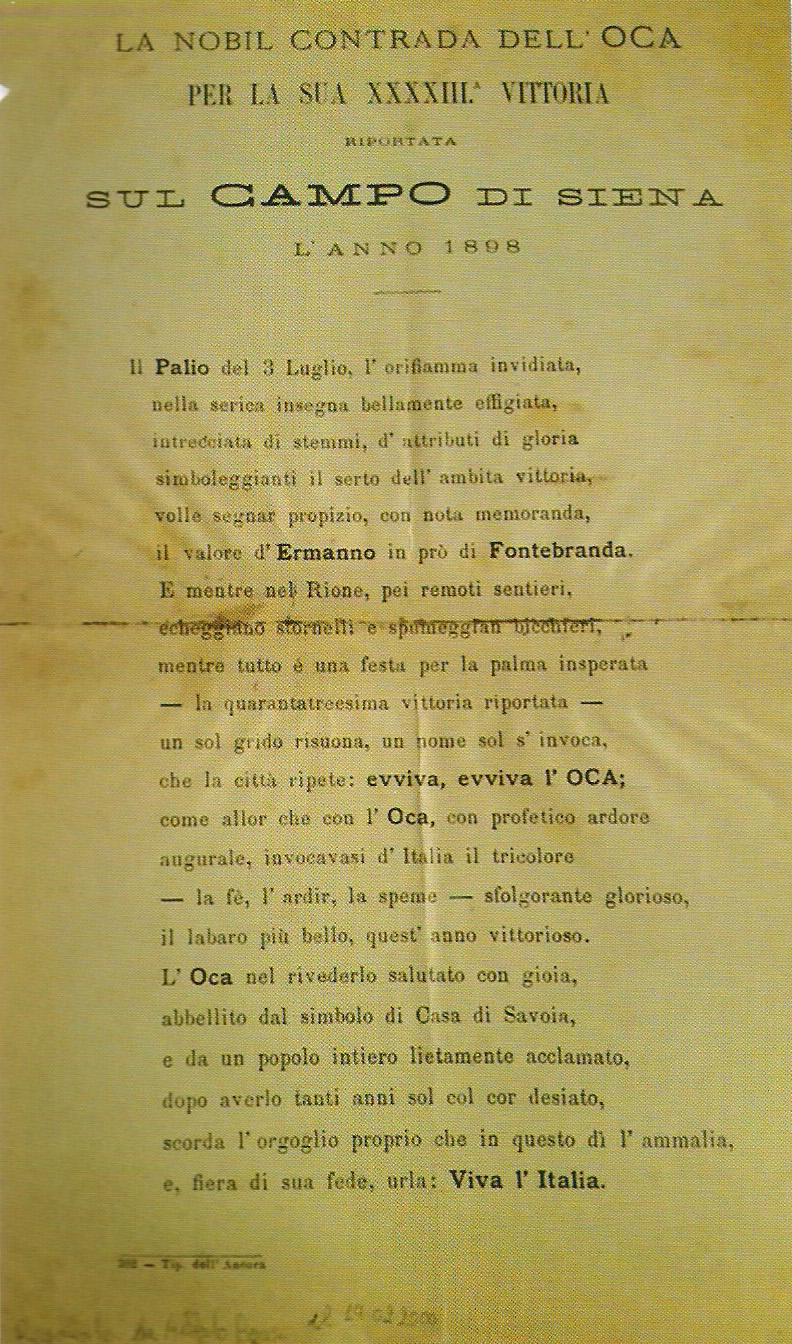 LA NOBIL CONTRADA DELL' OCA
PER LA SUA XXXXIII.ª VITTORIA
RIPORTATA
SUL CAMPO DI SIENA
L'ANNO 1898
Il Palio del 3 Luglio, l' orifiamma invidiata,
nella serica insegna bellamente effigiata,
intrecciata di stemmi, d' attributi di gloria
simboleggianti il serto dell' ambita vittoria,
volle segnar propizio, con nota memoranda,
il valore d' Ermanno in prò di Fontebranda.
E mentre nel Rione, pei remoti sentieri,
echeggiano stornelli e spumeggian bicchieri,
mentre tutto è una festa per la palma insperata
— la quarantatreesima vittoria riportata —
un sol grido risuona, un nome sol s' invoca,
che la città ripete: evviva, evviva l' OCA;
come allor che con l' Oca, con profetico ardore
augurale, invocavasi d' Italia il tricolore
— la fè, l' ardir, la speme — sfolgorante glorioso,
il labaro più bello, quest' anno vittorioso.
L' Oca nel rivederlo salutato con gioia,
abbellito dal simbolo di Casa di Savoia,
e da un popolo intiero lietamente acclamato,
dopo averlo tanti anni sol col cor desiato,
scorda l' orgoglio proprio che in questo dì l' ammalia,
e, fiera di sua fede, urla: Viva l' Italia.
— Tip. dell' Ancora